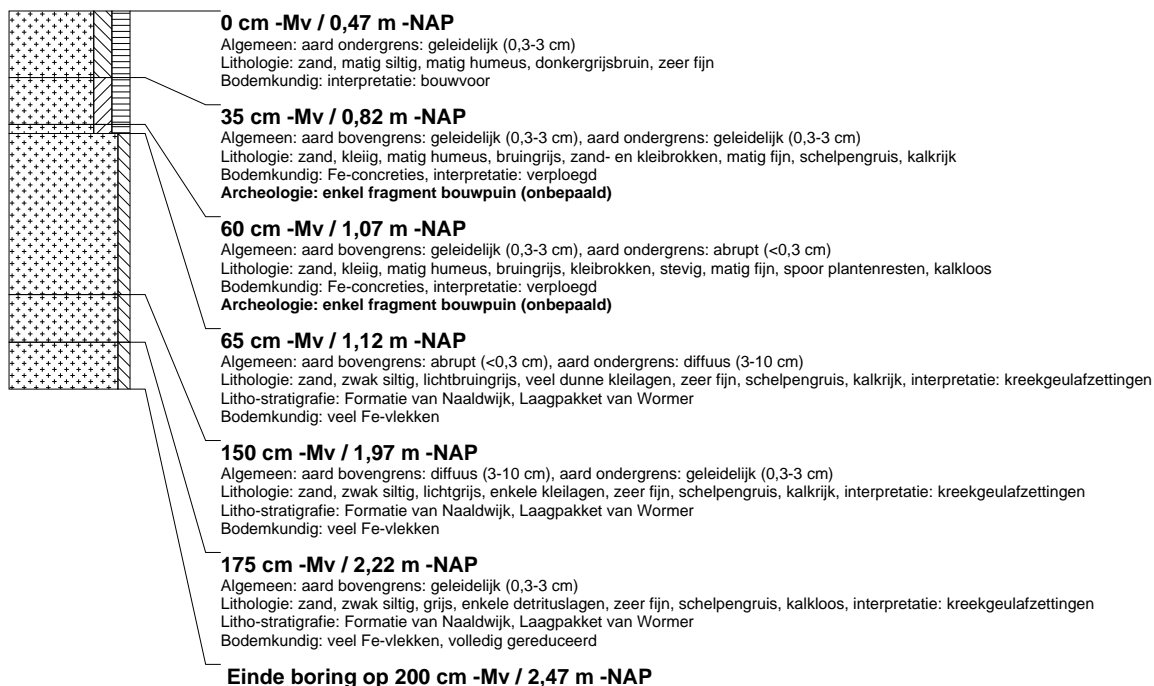 0 cm -Mv / 0,47 m -NAP
Algemeen: aard ondergrens: geleidelijk (0,3-3 cm)
Lithologie: zand, matig siltig, matig humeus, donkergrijsbruin, zeer fijn
Bodemkundig: interpretatie: bouwvoor
35 cm -Mv / 0,82 m -NAP
Algemeen: aard bovengrens: geleidelijk (0,3-3 cm), aard ondergrens: geleidelijk (0,3-3 cm)
Lithologie: zand, kleiig, matig humeus, bruingrijs, zand- en kleibrokken, matig fijn, schelpengruis, kalkrijk
Bodemkundig: Fe-concreties, interpretatie: verploegd
Archeologie: enkel fragment bouwpuin (onbepaald)
60 cm -Mv / 1,07 m -NAP
Algemeen: aard bovengrens: geleidelijk (0,3-3 cm), aard ondergrens: abrupt (<0,3 cm)
Lithologie: zand, kleiig, matig humeus, bruingrijs, kleibrokken, stevig, matig fijn, spoor plantenresten, kalkloos
Bodemkundig: Fe-concreties, interpretatie: verploegd
Archeologie: enkel fragment bouwpuin (onbepaald)
65 cm -Mv / 1,12 m -NAP
Algemeen: aard bovengrens: abrupt (<0,3 cm), aard ondergrens: diffuus (3-10 cm)
Lithologie: zand, zwak siltig, lichtbruingrijs, veel dunne kleilagen, zeer fijn, schelpengruis, kalkrijk, interpretatie: kreekgeulafzettingen
Litho-stratigrafie: Formatie van Naaldwijk, Laagpakket van Wormer
Bodemkundig: veel Fe-vlekken
150 cm -Mv / 1,97 m -NAP
Algemeen: aard bovengrens: diffuus (3-10 cm), aard ondergrens: geleidelijk (0,3-3 cm)
Lithologie: zand, zwak siltig, lichtgrijs, enkele kleilagen, zeer fijn, schelpengruis, kalkrijk, interpretatie: kreekgeulafzettingen
Litho-stratigrafie: Formatie van Naaldwijk, Laagpakket van Wormer
Bodemkundig: veel Fe-vlekken
175 cm -Mv / 2,22 m -NAP
Algemeen: aard bovengrens: geleidelijk (0,3-3 cm)
Lithologie: zand, zwak siltig, grijs, enkele detrituslagen, zeer fijn, schelpengruis, kalkloos, interpretatie: kreekgeulafzettingen
Litho-stratigrafie: Formatie van Naaldwijk, Laagpakket van Wormer
Bodemkundig: veel Fe-vlekken, volledig gereduceerd
Einde boring op 200 cm -Mv / 2,47 m -NAP